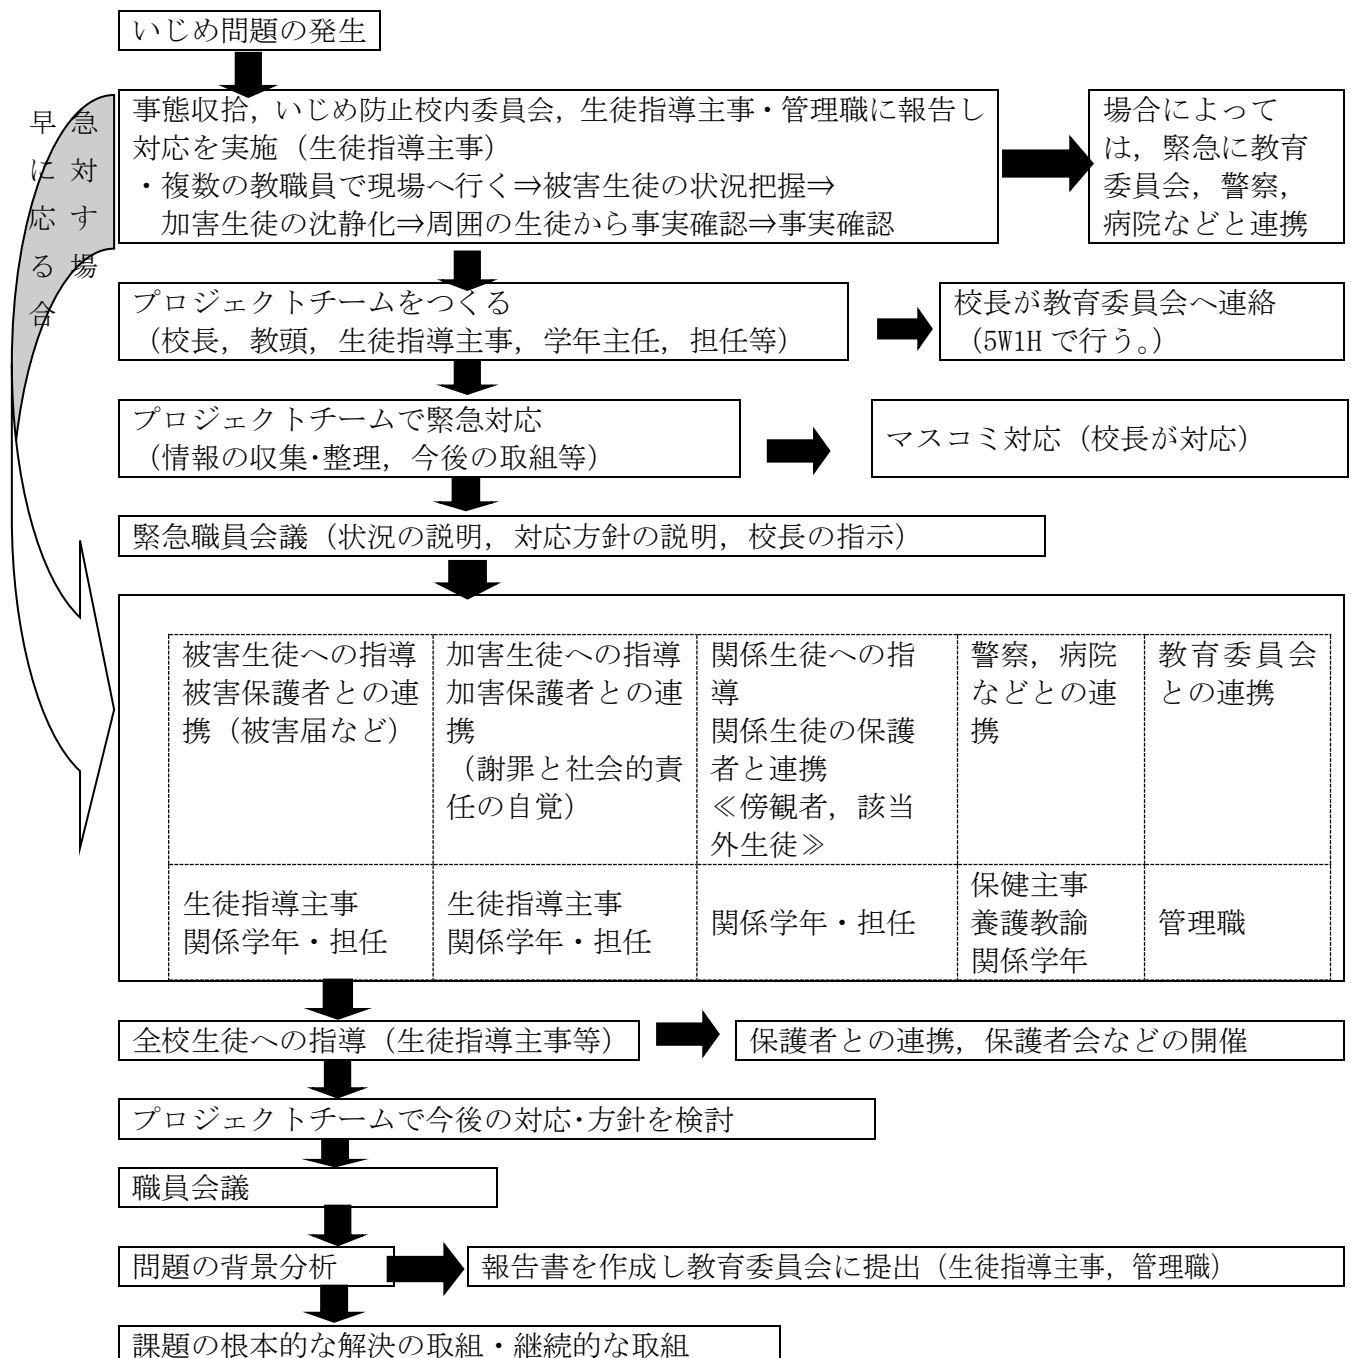 いじめ問題の発生
早急
に対
応す
る場
合
事態収拾，いじめ防止校内委員会，生徒指導主事・管理職に報告し
対応を実施（生徒指導主事）
・複数の教職員で現場へ行く⇒被害生徒の状況把握⇒
加害生徒の沈静化⇒周囲の生徒から事実確認⇒事実確認
場合によって
は，緊急に教育
委員会，警察，
病院などと連携
プロジェクトチームをつくる
（校長，教頭，生徒指導主事，学年主任，担任等）
校長が教育委員会へ連絡
（5W1Hで行う。）
プロジェクトチームで緊急対応
（情報の収集･整理，今後の取組等）
マスコミ対応（校長が対応）
緊急職員会議（状況の説明，対応方針の説明，校長の指示）
被害生徒への指導
被害保護者との連
携（被害届など）
加害生徒への指導
加害保護者との連
携
（謝罪と社会的責
任の自覚）
関係生徒への指
導
関係生徒の保護
者と連携
≪傍観者，該当
外生徒≫
警察，病院
などとの連
携
教育委員会
との連携
生徒指導主事
関係学年・担任
生徒指導主事
関係学年・担任
関係学年・担任
保健主事
養護教諭
関係学年
管理職
全校生徒への指導（生徒指導主事等）
保護者との連携，保護者会などの開催
プロジェクトチームで今後の対応･方針を検討
職員会議
問題の背景分析
報告書を作成し教育委員会に提出（生徒指導主事，管理職）
課題の根本的な解決の取組・継続的な取組